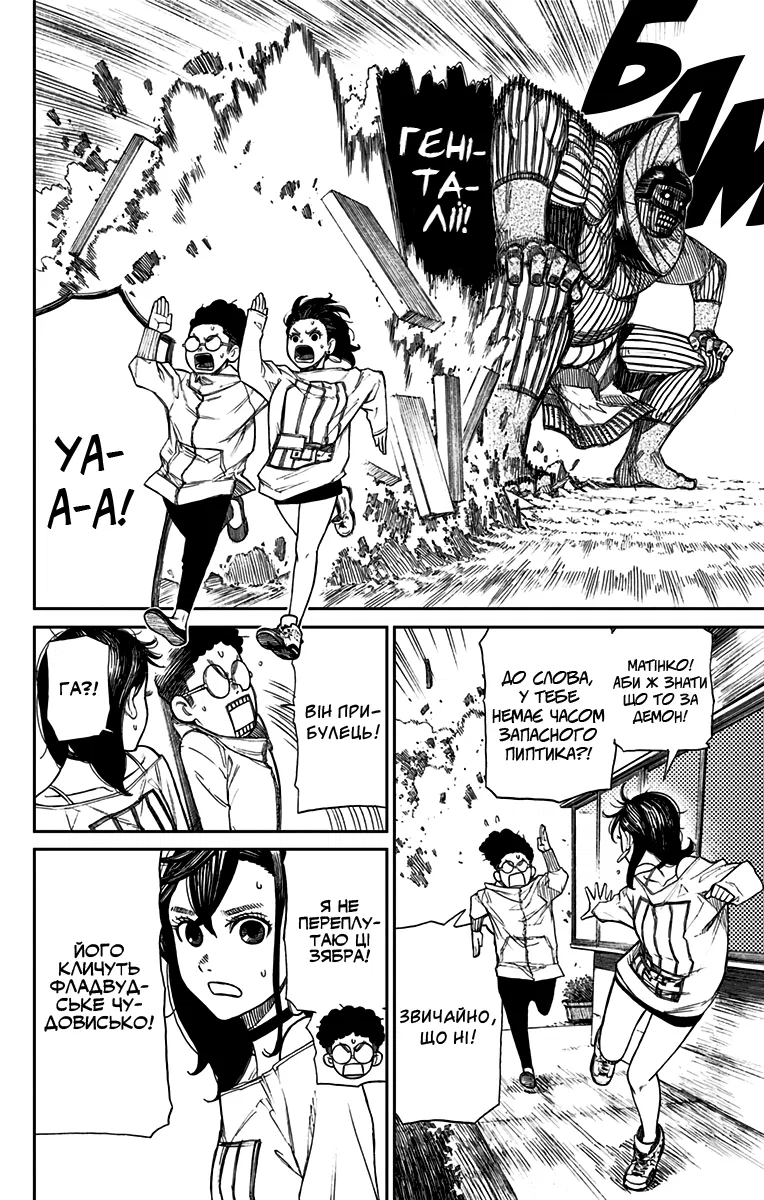 БАМ
ГЕНІ-
ТА-
ЛІЇ!
УА-
А-А!
МАТІНКО!
АБИ Ж ЗНАТИ
ЩО ТО ЗА
ДЕМОН!
ДО СЛОВА,
У ТЕБЕ
НЕМАЄ ЧАСОМ
ЗАПАСНОГО
ПИПТИКА?!
ЗВИЧАЙНО,
ЩО НІ!
ВІН ПРИ-
БУЛЕЦЬ!
ГА?!
Я НЕ
ПЕРЕПЛУ-
ТАЮ ЦІ
ЗЯБРА!
ЙОГО
КЛИЧУТЬ
ФЛАДВУД-
СЬКЕ ЧУ-
ДОВИСЬКО!